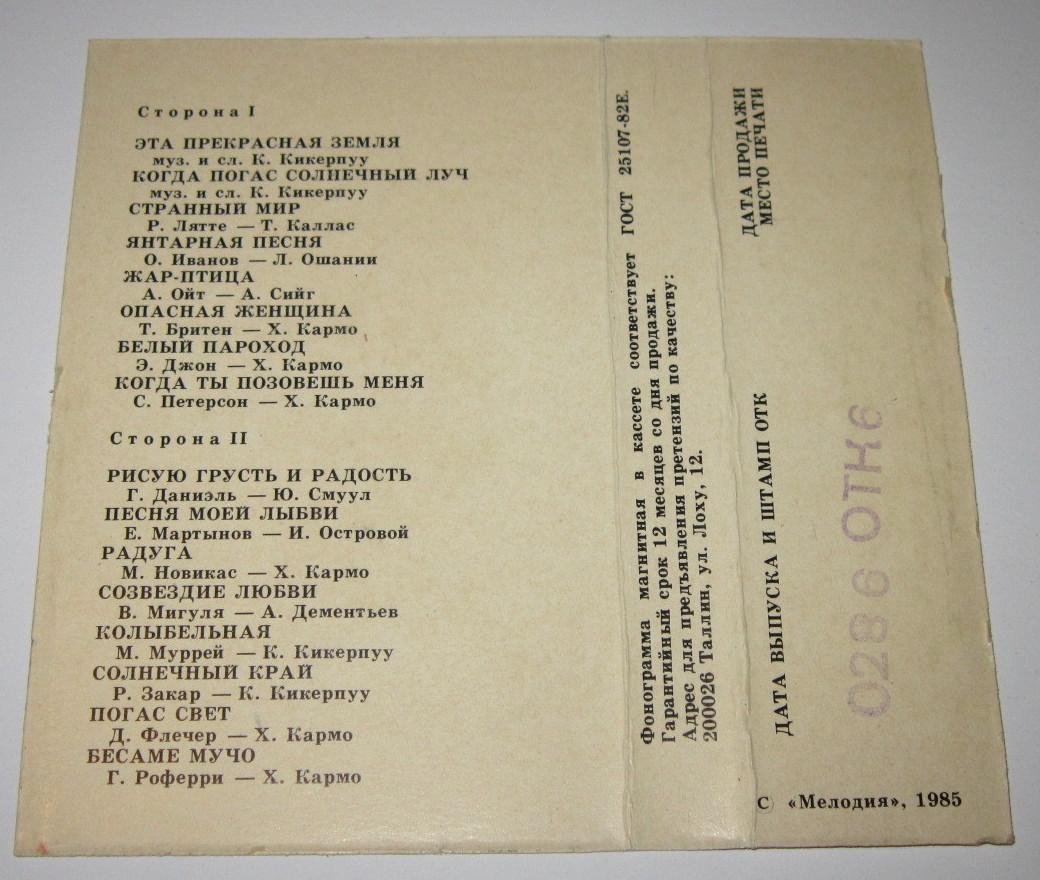 Сторона I
ЭТА ПРЕКРАСНАЯ ЗЕМЛЯ
муз. и сл. К. Кикерпуу
КОГДА ПОГАС СОЛНЕЧНЫЙ ЛУЧ
муз. и сл. К. Кикерпуу
СТРАННЫЙ МИР
Р. Лятте — Т. Каллас
ЯНТАРНАЯ ПЕСНЯ
О. Иванов — Л. Ошании
ЖАР-ПТИЦА
А. Ойт — А. Сийг
ОПАСНАЯ ЖЕНЩИНА
Т. Бритен — Х. Кармо
БЕЛЫЙ ПАРОХОД
Э. Джон — Х. Кармо
КОГДА ТЫ ПОЗОВЕШЬ МЕНЯ
С. Петерсон — Х. Кармо
Сторона II
РИСУЮ ГРУСТЬ И РАДОСТЬ
Г. Даниэль — Ю. Смуул
ПЕСНЯ МОЕЙ ЛЫБВИ
Е. Мартынов — И. Островой
РАДУГА
М. Новикас — Х. Кармо
СОЗВЕЗДИЕ ЛЮБВИ
В. Мигуля — А. Дементьев
КОЛЫБЕЛЬНАЯ
М. Муррей — К. Кикерпуу
СОЛНЕЧНЫЙ КРАЙ
Р. Закар — К. Кикерпуу
ПОГАС СВЕТ
Д. Флечер — Х. Кармо
БЕСАМЕ МУЧО
Г. Роферри — Х. Кармо
Фонограмма магнитная в кассете соответствует ГОСТ 25107-82Е.
Гарантийный срок 12 месяцев со дня продажи.
Адрес для предъявления претензий по качеству:
200026 Таллин, ул. Лоху, 12.
ДАТА ПРОДАЖИ
МЕСТО ПЕЧАТИ
ДАТА ВЫПУСКА И ШТАМП ОТК
0286 ОТК6
С «Мелодия», 1985